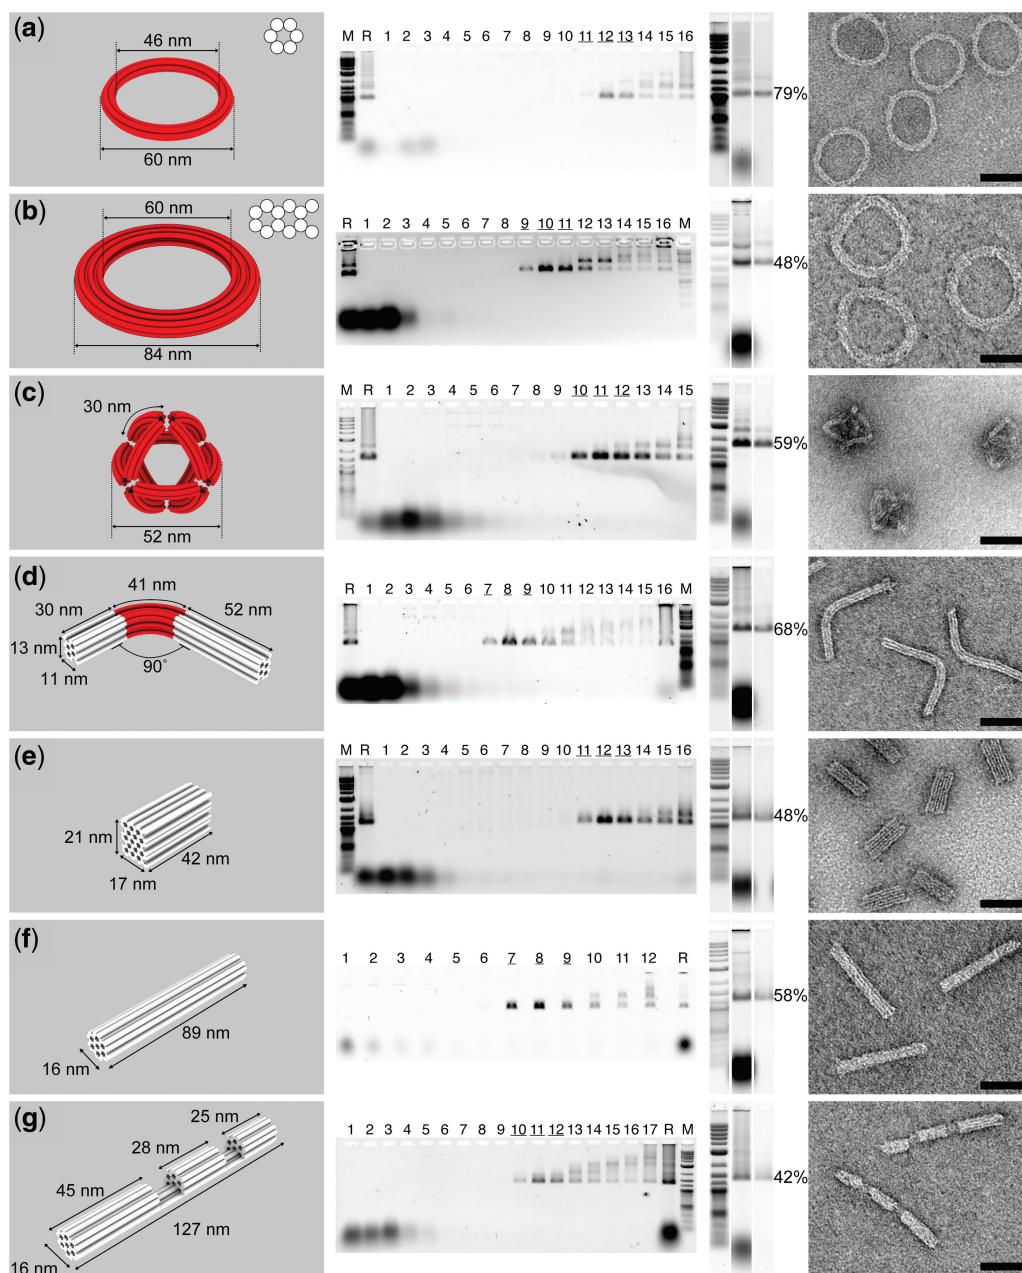 (a)
46 nm
60 nm
M R 1 2 3 4 5 6 7 8 9 10 11 12 13 14 15 16
79%
(b)
60 nm
84 nm
R 1 2 3 4 5 6 7 8 9 10 11 12 13 14 15 16 M
48%
(c)
30 nm
52 nm
M R 1 2 3 4 5 6 7 8 9 10 11 12 13 14 15
59%
(d)
41 nm
30 nm
52 nm
13 nm
11 nm
90°
R 1 2 3 4 5 6 7 8 9 10 11 12 13 14 15 16 M
68%
(e)
21 nm
42 nm
17 nm
M R 1 2 3 4 5 6 7 8 9 10 11 12 13 14 15 16
48%
(f)
89 nm
16 nm
1 2 3 4 5 6 7 8 9 10 11 12 R
58%
(g)
25 nm
28 nm
45 nm
127 nm
16 nm
1 2 3 4 5 6 7 8 9 10 11 12 13 14 15 16 17 R M
42%